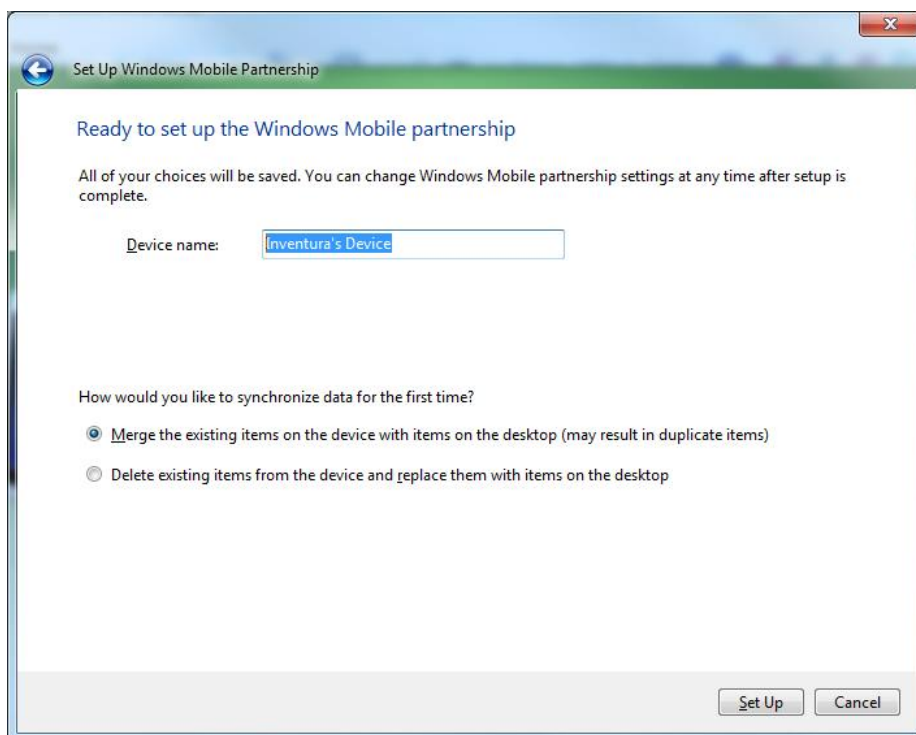 Set Up Windows Mobile Partnership
Ready to set up the Windows Mobile partnership
All of your choices will be saved. You can change Windows Mobile partnership settings at any time after setup is
complete.
Device name: Inventura's Device
How would you like to synchronize data for the first time?
Merge the existing items on the device with items on the desktop (may result in duplicate items)
Delete existing items from the device and replace them with items on the desktop
Set Up Cancel